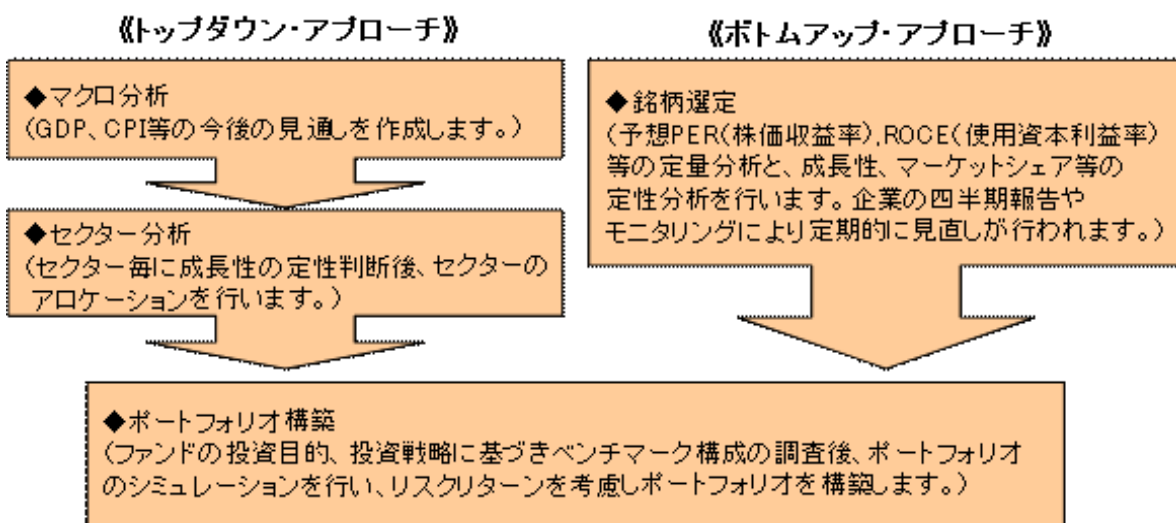 《トップダウン・アプローチ》
◆マクロ分析
(GDP、CPI等の今後の見通しを作成します。)
◆セクター分析
(セクター毎に成長性の定性判断後、セクターの
アロケーションを行います。)
《ボトムアップ・アプローチ》
◆銘柄選定
(予想PER(株価収益率),ROCE(使用資本利益率)
等の定量分析と、成長性、マーケットシェア等の
定性分析を行います。企業の四半期報告や
モニタリングにより定期的に見直しが行われます。)
◆ポートフォリオ構築
(ファンドの投資目的、投資戦略に基づきベンチマーク構成の調査後、ポートフォリオ
のシミュレーションを行い、リスクリターンを考慮しポートフォリオを構築します。)